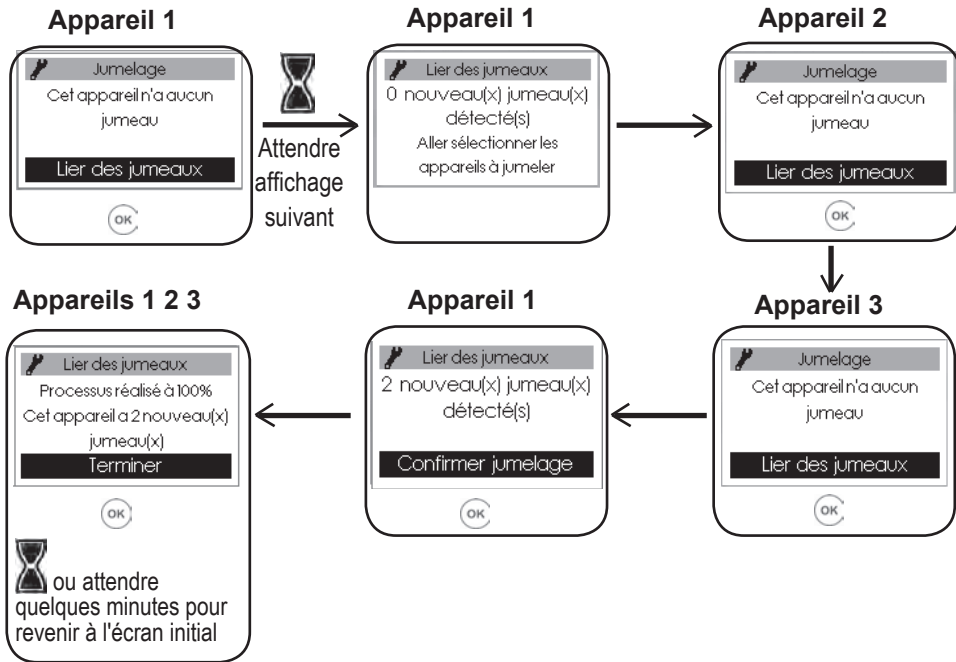 Appareil 1
Jumelage
Cet appareil n'a aucun
jumeau
Lier des jumeaux
OK
Attendre
affichage
suivant
Appareil 1
Lier des jumeaux
0 nouveau(x) jumeau(x)
détecté(s)
Aller sélectionner les
appareils à jumeler
Appareil 2
Jumelage
Cet appareil n'a aucun
jumeau
Lier des jumeaux
OK
Appareil 3
Jumelage
Cet appareil n'a aucun
jumeau
Lier des jumeaux
OK
Appareil 1
Lier des jumeaux
2 nouveau(x) jumeau(x)
détecté(s)
Confirmer jumelage
OK
Appareils 1 2 3
Lier des jumeaux
Processus réalisé à 100%
Cet appareil a 2 nouveau(x)
jumeau(x)
Terminer
OK
ou attendre
quelques minutes pour
revenir à l'écran initial